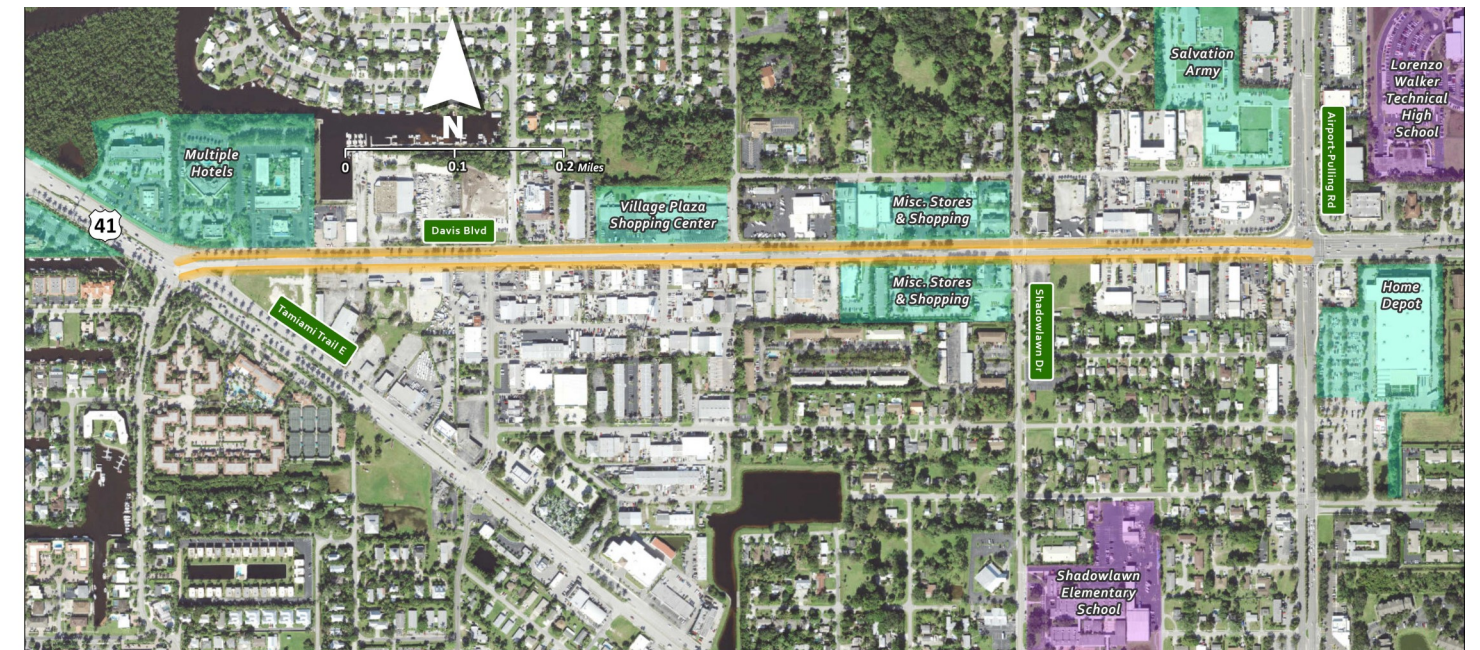 Salvation
Army
Lorenzo
Walker
Technical
High
School
Airport-Pulling Rd
N
0
0.1
0.2 Miles
Multiple
Hotels
41
Davis Blvd
Village Plaza
Shopping Center
Misc. Stores
& Shopping
Misc. Stores
& Shopping
Home
Depot
Tamiami Trail E
Shadowlawn Dr
Shadowlawn
Elementary
School